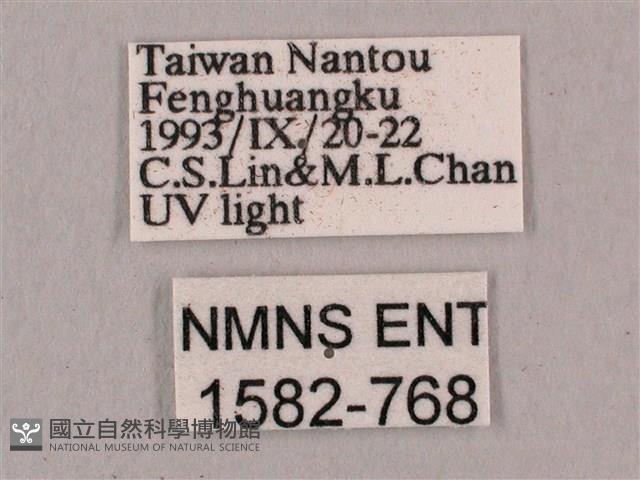 Taiwan Nantou
Fenghuangku
1993/IX/20-22
C.S.Lin&M.L.Chan
UV light
NMNS ENT
1582-768
國立自然科學博物館
NATIONAL MUSEUM OF NATURAL SCIENCE